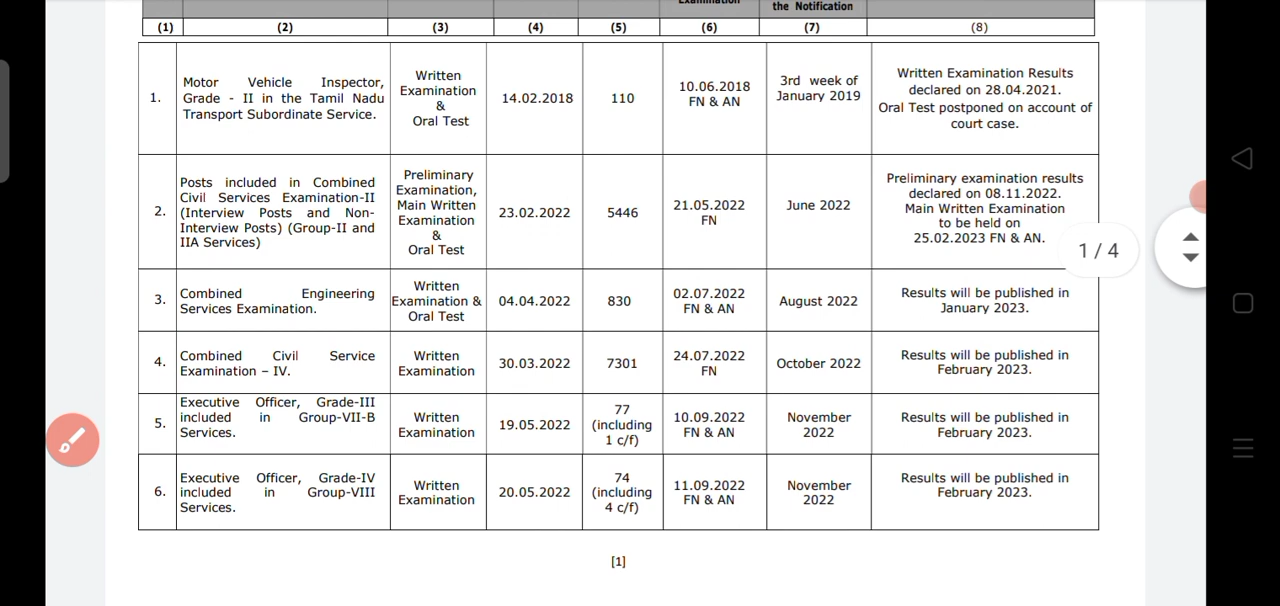 Examination
the Notification
(1) (2) (3) (4) (5) (6) (7) (8)
1.
Motor Vehicle Inspector,
Grade - II in the Tamil Nadu
Transport Subordinate Service.
Written
Examination
&
Oral Test
14.02.2018
110
10.06.2018
FN & AN
3rd week of
January 2019
Written Examination Results
declared on 28.04.2021.
Oral Test postponed on account of
court case.
2.
Posts included in Combined
Civil Services Examination-II
(Interview Posts and Non-
Interview Posts) (Group-II and
IIA Services)
Preliminary
Examination,
Main Written
Examination
&
Oral Test
23.02.2022
5446
21.05.2022
FN
June 2022
Preliminary examination results
declared on 08.11.2022.
Main Written Examination
to be held on
25.02.2023 FN & AN.
1 / 4
3.
Combined Engineering
Services Examination.
Written
Examination &
Oral Test
04.04.2022
830
02.07.2022
FN & AN
August 2022
Results will be published in
January 2023.
4.
Combined Civil Service
Examination – IV.
Written
Examination
30.03.2022
7301
24.07.2022
FN
October 2022
Results will be published in
February 2023.
5.
Executive Officer, Grade-III
included in Group-VII-B
Services.
Written
Examination
19.05.2022
77
(including
1 c/f)
10.09.2022
FN & AN
November
2022
Results will be published in
February 2023.
6.
Executive Officer, Grade-IV
included in Group-VIII
Services.
Written
Examination
20.05.2022
74
(including
4 c/f)
11.09.2022
FN & AN
November
2022
Results will be published in
February 2023.
[1]